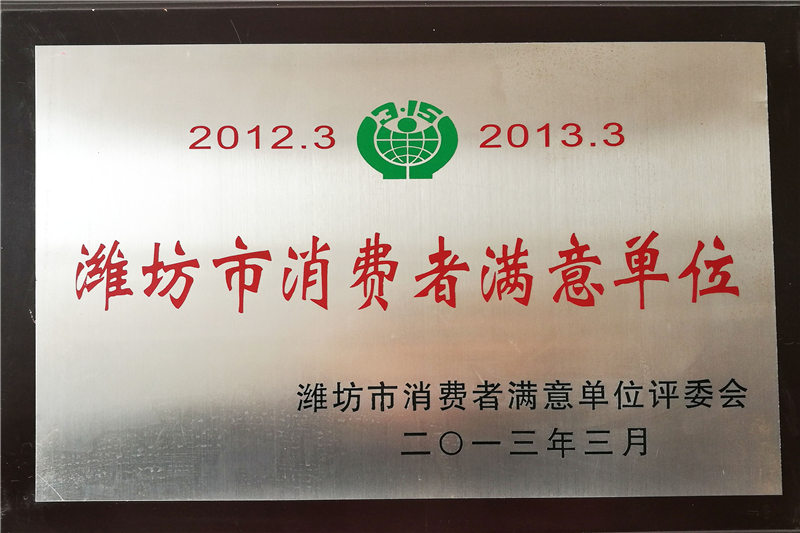 2012.3 3·15 2013.3
潍坊市消费者满意单位
潍坊市消费者满意单位评委会
二〇一三年三月